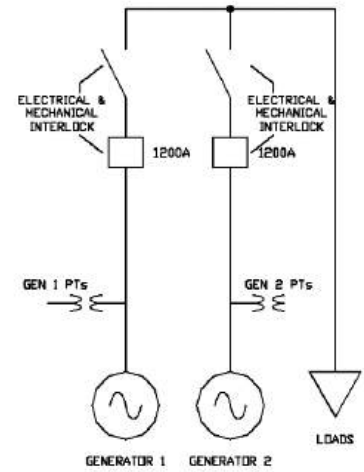 ELECTRICAL &
MECHANICAL
INTERLOCK
ELECTRICAL &
MECHANICAL
INTERLOCK
1200A
1200A
GEN 1 PTs
GEN 2 PTs
LOADS
GENERATOR 1
GENERATOR 2